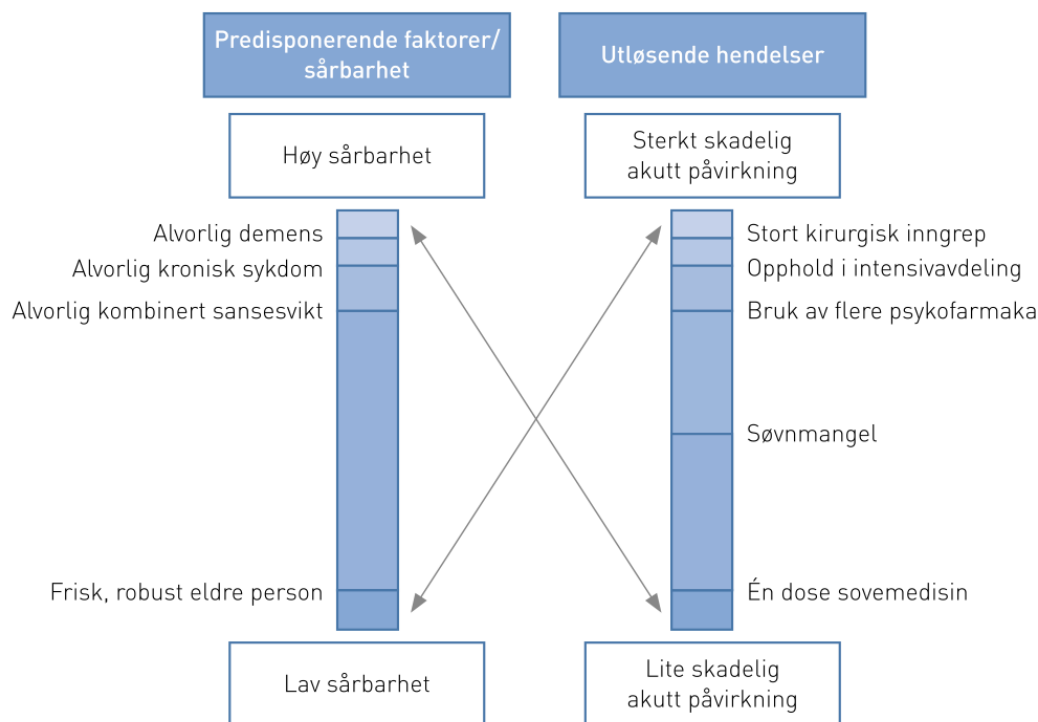 Predisponerende faktorer/
sårbarhet
Utløsende hendelser
Høy sårbarhet
Sterkt skadelig
akutt påvirkning
Alvorlig demens
Alvorlig kronisk sykdom
Alvorlig kombinert sansesvikt
Frisk, robust eldre person
Stort kirurgisk inngrep
Opphold i intensivavdeling
Bruk av flere psykofarmaka
Søvnmangel
Én dose sovemedisin
Lav sårbarhet
Lite skadelig
akutt påvirkning